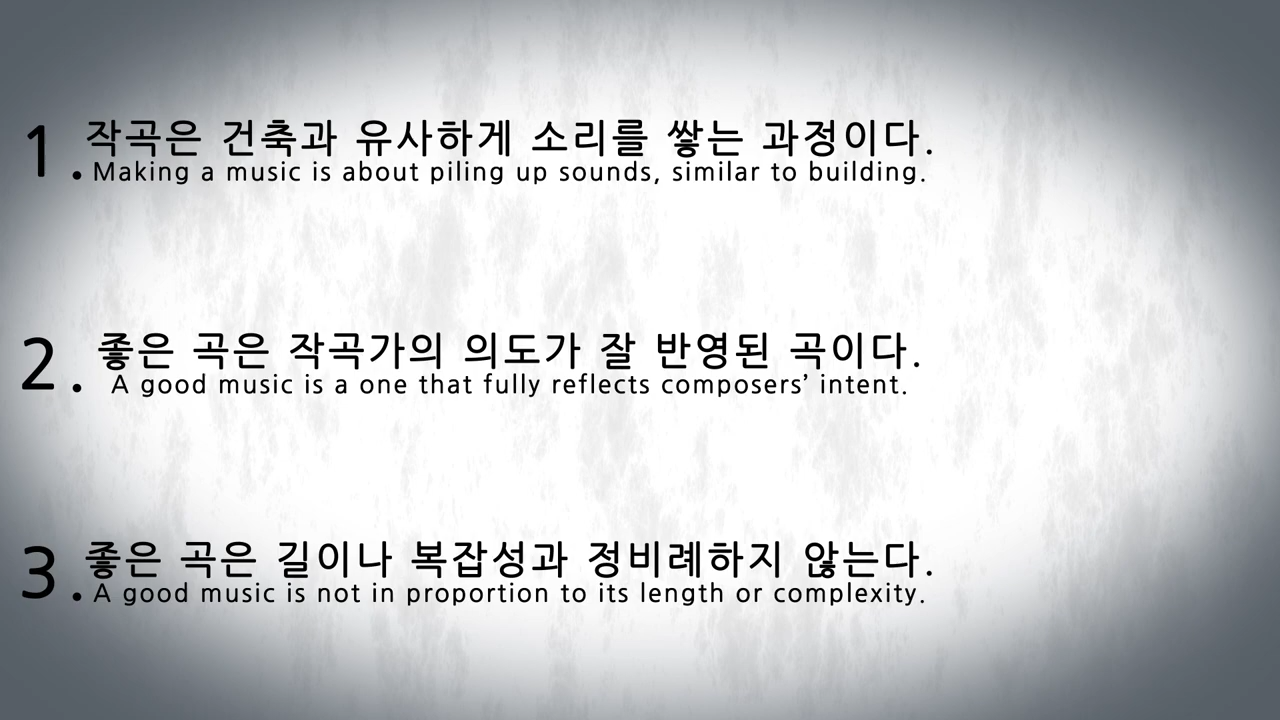 1. 작곡은 건축과 유사하게 소리를 쌓는 과정이다.
Making a music is about piling up sounds, similar to building.
2. 좋은 곡은 작곡가의 의도가 잘 반영된 곡이다.
A good music is a one that fully reflects composers’ intent.
3. 좋은 곡은 길이나 복잡성과 정비례하지 않는다.
A good music is not in proportion to its length or complexity.